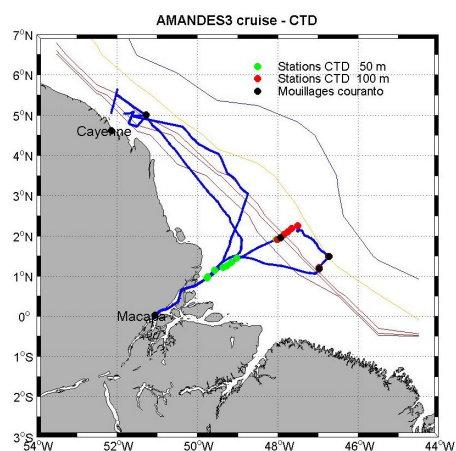 AMANDES3 cruise - CTD
7°N
6°N
Stations CTD 50 m
Stations CTD 100 m
Mouillages couranto
5°N
Cayenne
4°N
3°N
2°N
1°N
0°
Macapa
1°S
2°S
3°S
54°W 52°W 50°W 48°W 46°W 44°W